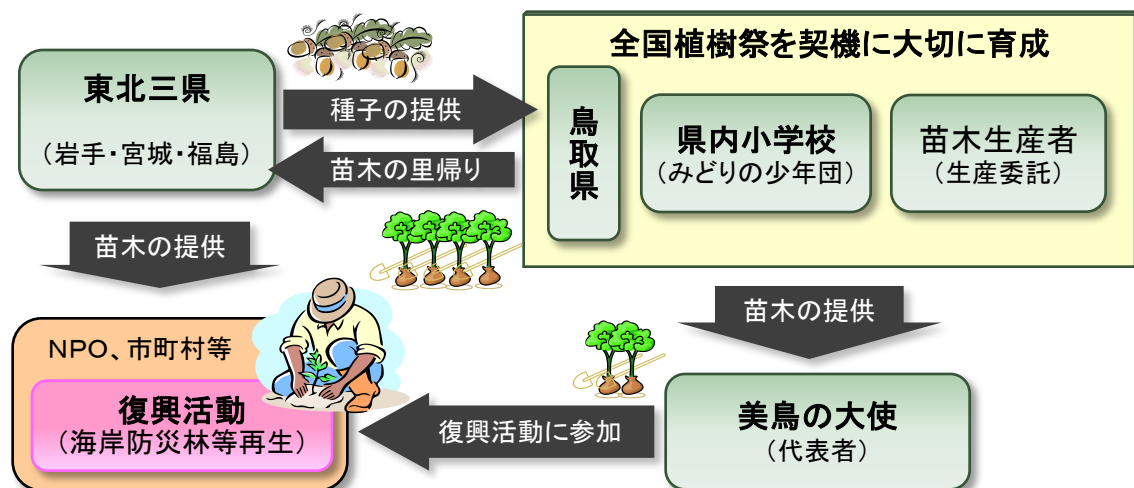 全国植樹祭を契機に大切に育成
東北三県
（岩手・宮城・福島）
種子の提供
苗木の里帰り
鳥取県
県内小学校
（みどりの少年団）
苗木生産者
（生産委託）
苗木の提供
苗木の提供
NPO、市町村等
復興活動
（海岸防災林等再生）
復興活動に参加
美鳥の大使
（代表者）